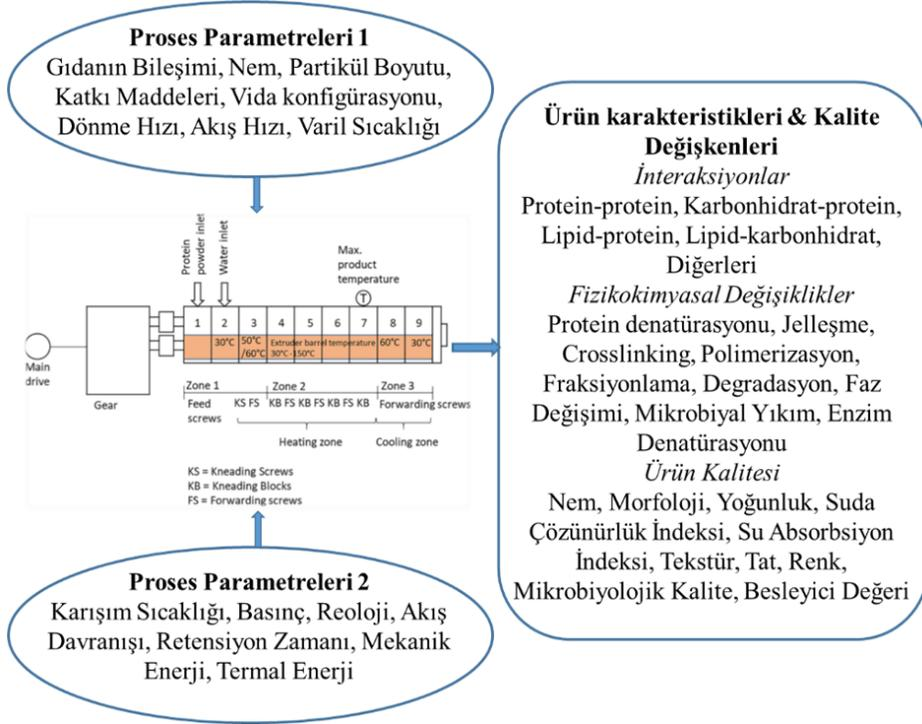 Proses Parametreleri 1
Gıdanın Bileşimi, Nem, Partikül Boyutu,
Katkı Maddeleri, Vida konfigürasyonu,
Dönme Hızı, Akış Hızı, Varil Sıcaklığı
Protein
powder inlet
Water inlet
Max.
product
temperature
T
1 2 3 4 5 6 7 8 9
30°C
50°C
/60°C
Extruder barrel temperature
30°C -150°C
60°C
30°C
Main
drive
Gear
Zone 1
Zone 2
Zone 3
Feed
screws
KS FS
KB FS KB FS KB FS KB
Forwarding screws
Heating zone
Cooling zone
KS = Kneading Screws
KB = Kneading Blocks
FS = Forwarding screws
Proses Parametreleri 2
Karışım Sıcaklığı, Basınç, Reoloji, Akış
Davranışı, Retensiyon Zamanı, Mekanik
Enerji, Termal Enerji
Ürün karakteristikleri & Kalite
Değişkenleri
İnteraksiyonlar
Protein-protein, Karbonhidrat-protein,
Lipid-protein, Lipid-karbonhidrat,
Diğerleri
Fizikokimyasal Değişiklikler
Protein denatürasyonu, Jelleşme,
Crosslinking, Polimerizasyon,
Fraksiyonlama, Degradasyon, Faz
Değişimi, Mikrobiyal Yıkım, Enzim
Denatürasyonu
Ürün Kalitesi
Nem, Morfoloji, Yoğunluk, Suda
Çözünürlük İndeksi, Su Absorbsiyon
İndeksi, Tekstür, Tat, Renk,
Mikrobiyolojik Kalite, Besleyici Değeri